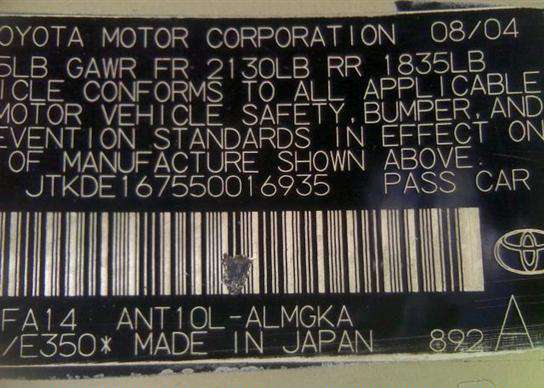 OYOTA MOTOR CORPORATION 08/04
5LB GAWR FR 2130LB RR 1835LB
ICLE CONFORMS TO ALL APPLICABLE
MOTOR VEHICLE SAFETY, BUMPER, AND
EVENTION STANDARDS IN EFFECT ON
OF MANUFACTURE SHOWN ABOVE.
JTKDE167550016935 PASS CAR
FA14 ANT10L-ALMGKA
/E350* MADE IN JAPAN 892 A